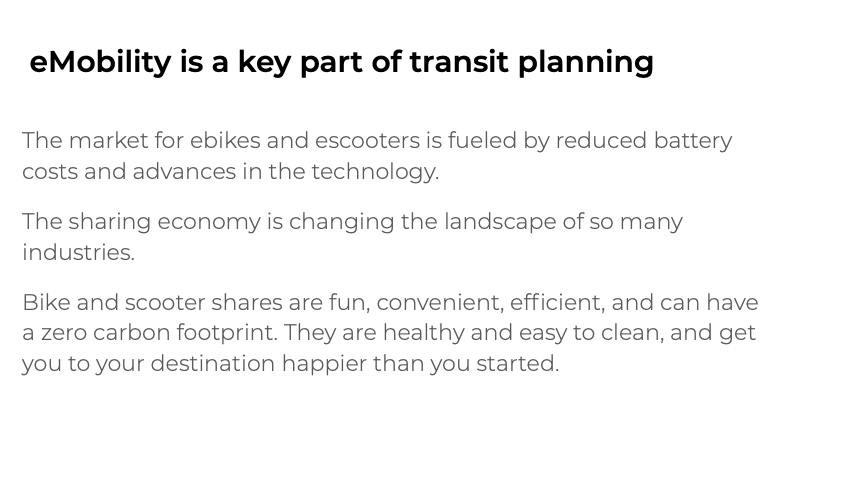 eMobility is a key part of transit planning
The market for ebikes and escooters is fueled by reduced battery
costs and advances in the technology.
The sharing economy is changing the landscape of so many
industries.
Bike and scooter shares are fun, convenient, efficient, and can have
a zero carbon footprint. They are healthy and easy to clean, and get
you to your destination happier than you started.